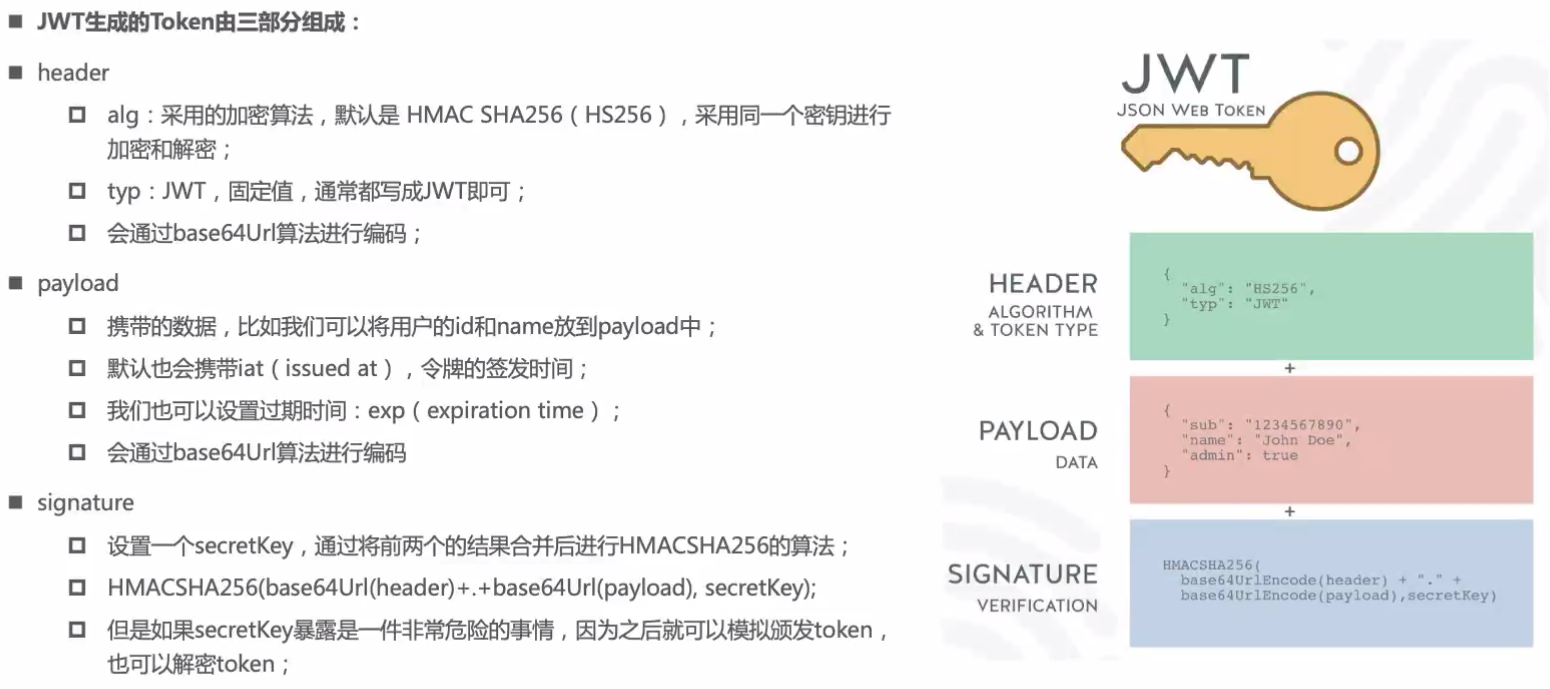 JWT生成的Token由三部分组成：
header
alg：采用的加密算法，默认是 HMAC SHA256（HS256），采用同一个密钥进行
加密和解密；
typ：JWT，固定值，通常都写成JWT即可；
会通过base64Url算法进行编码；
payload
携带的数据，比如我们可以将用户的id和name放到payload中；
默认也会携带iat（issued at），令牌的签发时间；
我们也可以设置过期时间：exp（expiration time）；
会通过base64Url算法进行编码
signature
设置一个secretKey，通过将前两个的结果合并后进行HMACSHA256的算法；
HMACSHA256(base64Url(header)+.+base64Url(payload), secretKey);
但是如果secretKey暴露是一件非常危险的事情，因为之后就可以模拟颁发token，
也可以解密token；
JWT
JSON WEB TOKEN
HEADER
ALGORITHM
& TOKEN TYPE
{
"alg": "HS256",
"typ": "JWT"
}
+
PAYLOAD
DATA
{
"sub": "1234567890",
"name": "John Doe",
"admin": true
}
+
SIGNATURE
VERIFICATION
HMACSHA256(
base64UrlEncode(header) + "." +
base64UrlEncode(payload),secretKey)